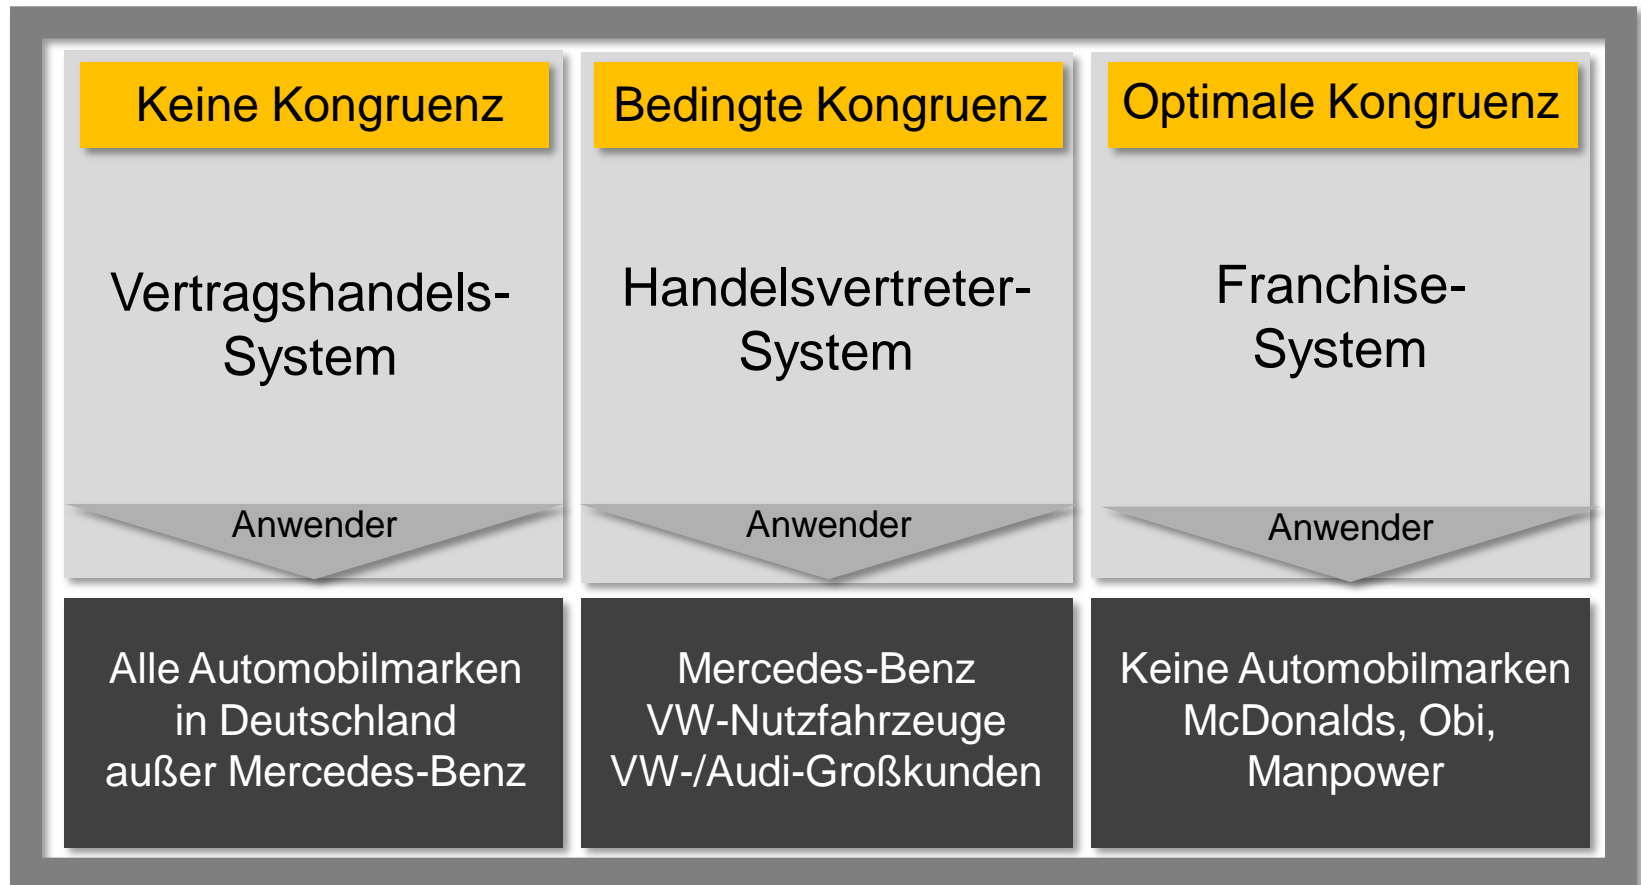 Keine Kongruenz
Vertragshandels-
System
Anwender
Alle Automobilmarken
in Deutschland
außer Mercedes-Benz
Bedingte Kongruenz
Handelsvertreter-
System
Anwender
Mercedes-Benz
VW-Nutzfahrzeuge
VW-/Audi-Großkunden
Optimale Kongruenz
Franchise-
System
Anwender
Keine Automobilmarken
McDonalds, Obi,
Manpower